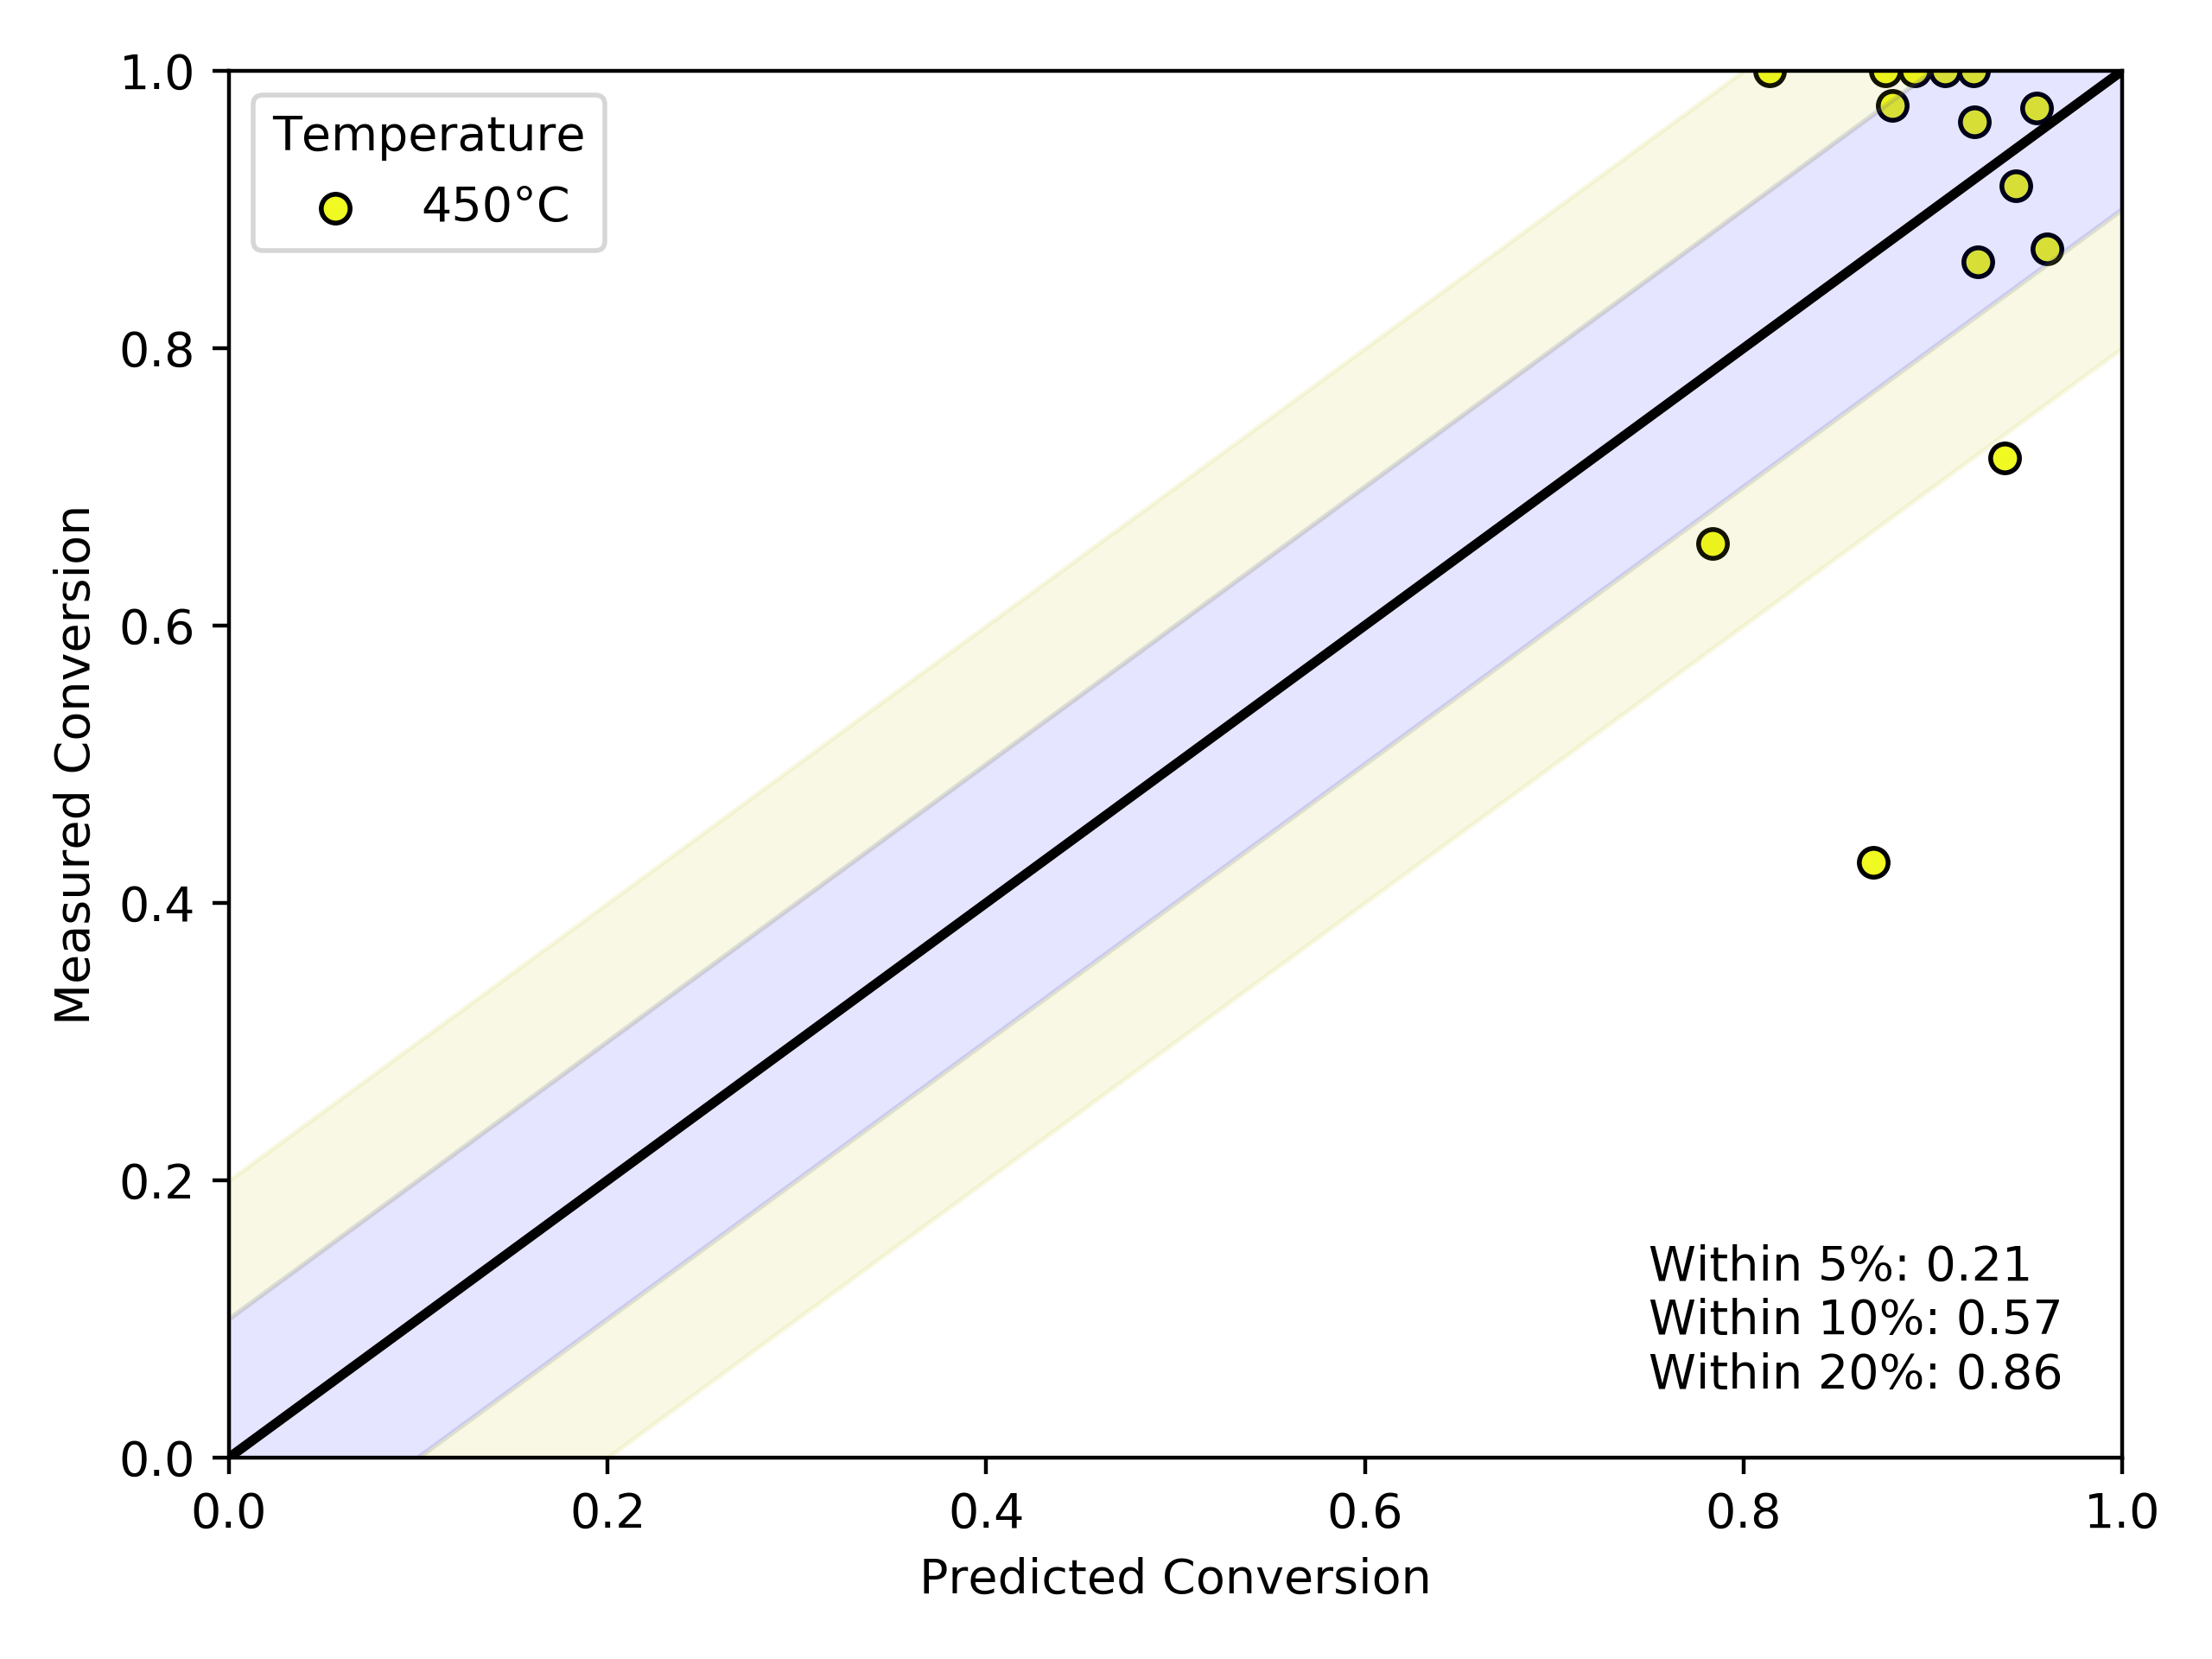 1.0
0.8
0.6
0.4
0.2
0.0
Measured Conversion
Temperature
450°C
Within 5%: 0.21
Within 10%: 0.57
Within 20%: 0.86
0.0 0.2 0.4 0.6 0.8 1.0
Predicted Conversion